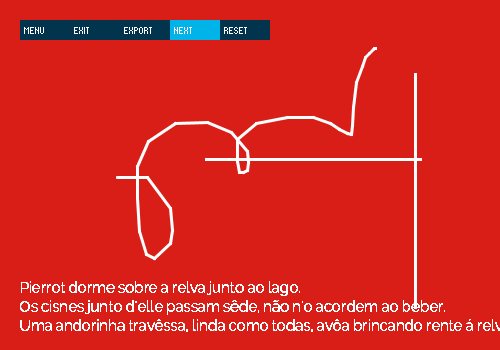 MENU EXIT EXPORT NEXT RESET
Pierrot dorme sobre a relva junto ao lago.
Os cisnes junto d'elle passam sêde, não n'o acordem ao beber.
Uma andorinha travêssa, linda como todas, avôa brincando rente á relv